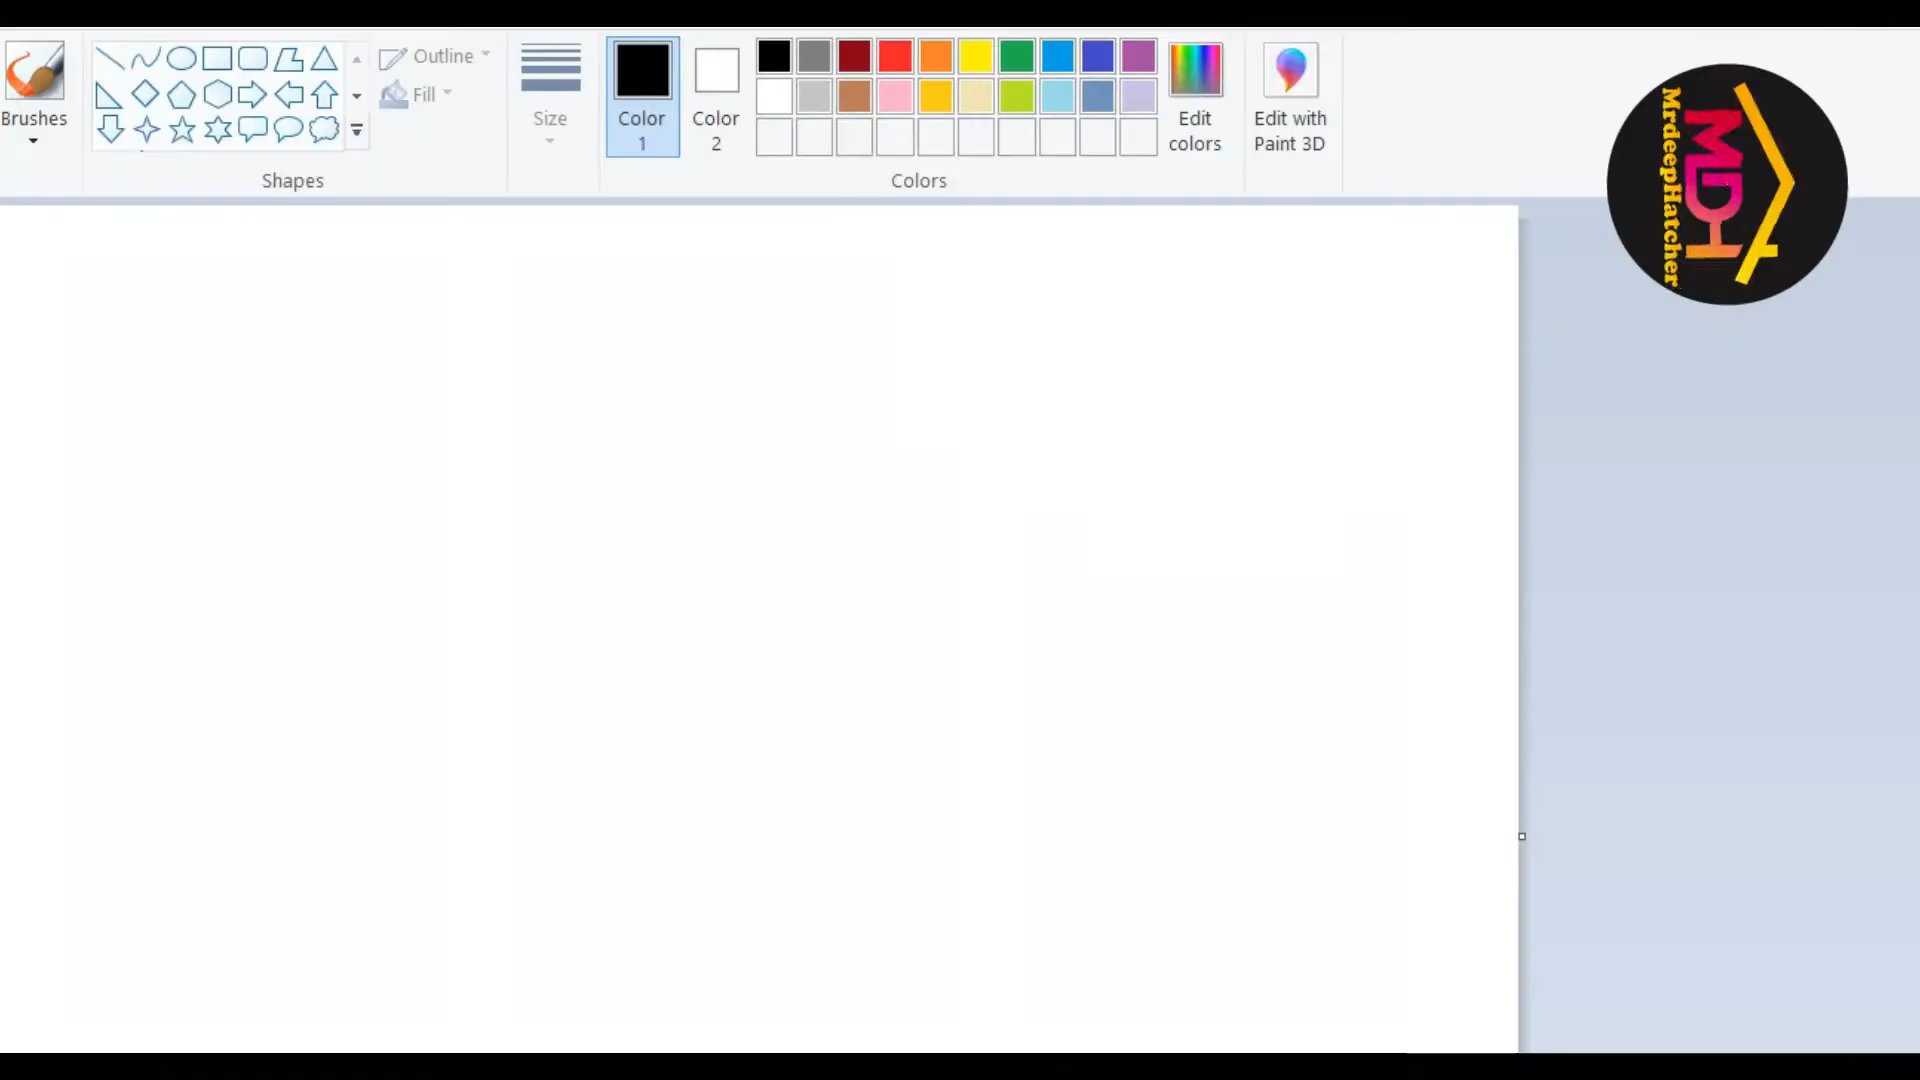 Brushes
Outline
Fill
Shapes
Size
Color
1
Color
2
Edit
colors
Edit with
Paint 3D
Colors
MrdeepHatcher
MDH